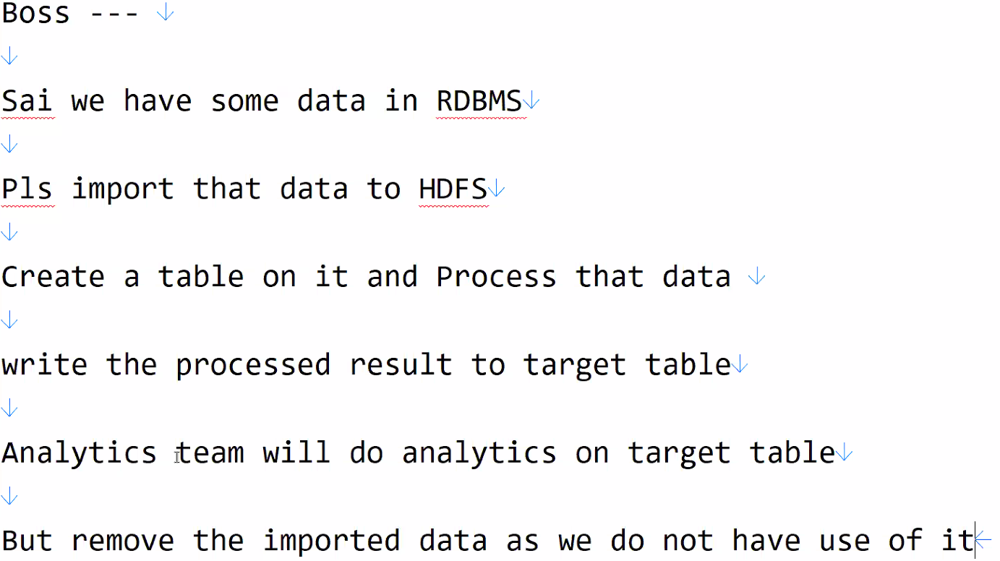 Boss ---
Sai we have some data in RDBMS
Pls import that data to HDFS
Create a table on it and Process that data
write the processed result to target table
Analytics team will do analytics on target table
But remove the imported data as we do not have use of it